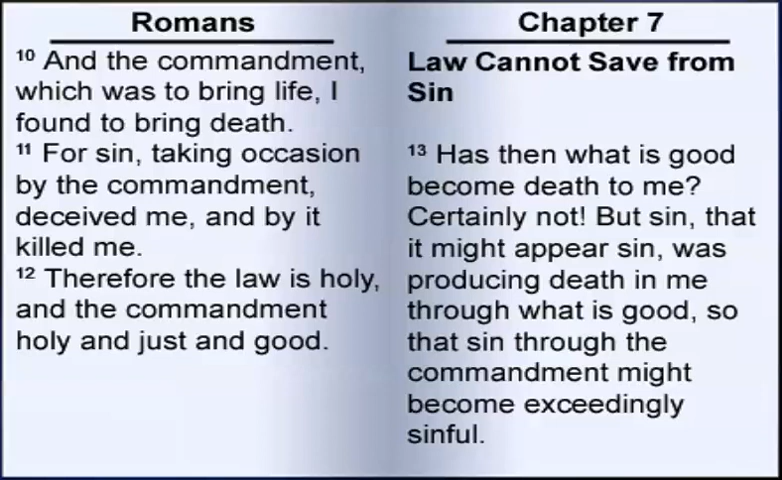 Romans
¹⁰ And the commandment,
which was to bring life, I
found to bring death.
¹¹ For sin, taking occasion
by the commandment,
deceived me, and by it
killed me.
¹² Therefore the law is holy,
and the commandment
holy and just and good.
Chapter 7
Law Cannot Save from
Sin
¹³ Has then what is good
become death to me?
Certainly not! But sin, that
it might appear sin, was
producing death in me
through what is good, so
that sin through the
commandment might
become exceedingly
sinful.